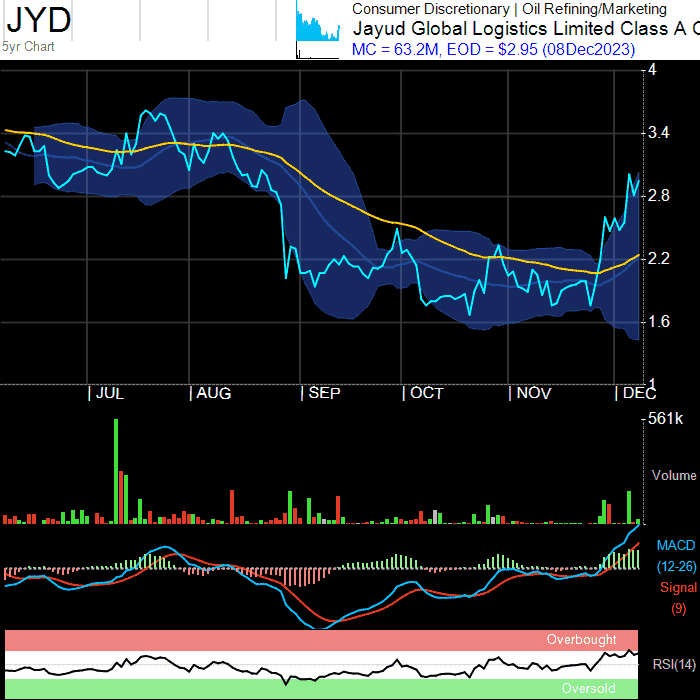 JYD
5yr Chart
Consumer Discretionary | Oil Refining/Marketing
Jayud Global Logistics Limited Class A O
MC = 63.2M, EOD = $2.95 (08Dec2023)
4
3.4
2.8
2.2
1.6
1
JUL AUG SEP OCT NOV DEC
561k
Volume
MACD
(12-26)
Signal
(9)
Overbought
RSI(14)
Oversold